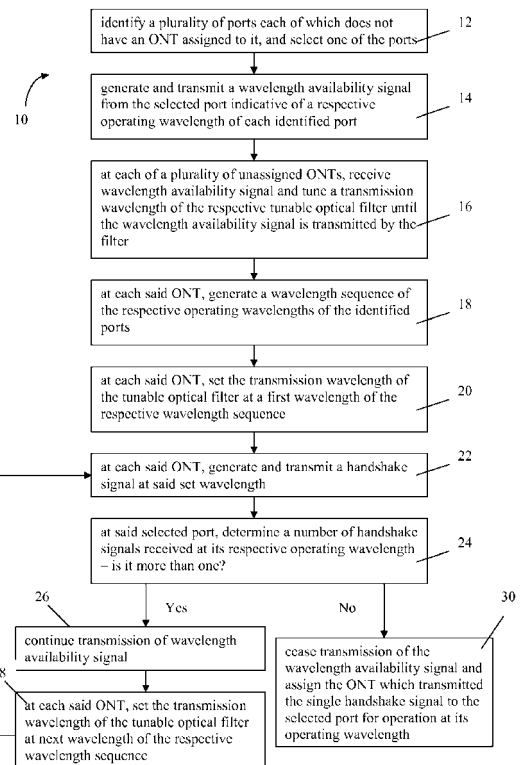 identify a plurality of ports each of which does not
have an ONT assigned to it, and select one of the ports
12
10
generate and transmit a wavelength availability signal
from the selected port indicative of a respective
operating wavelength of each identified port
14
at each of a plurality of unassigned ONTs, receive
wavelength availability signal and tune a transmission
wavelength of the respective tunable optical filter until
the wavelength availability signal is transmitted by the
filter
16
at each said ONT, generate a wavelength sequence of
the respective operating wavelengths of the identified
ports
18
at each said ONT, set the transmission wavelength of
the tunable optical filter at a first wavelength of the
respective wavelength sequence
20
at each said ONT, generate and transmit a handshake
signal at said set wavelength
22
at said selected port, determine a number of handshake
signals received at its respective operating wavelength
– is it more than one?
24
Yes
No
26
continue transmission of wavelength
availability signal
8
at each said ONT, set the transmission
wavelength of the tunable optical filter
at next wavelength of the respective
wavelength sequence
30
cease transmission of the
wavelength availability signal and
assign the ONT which transmitted
the single handshake signal to the
selected port for operation at its
operating wavelength